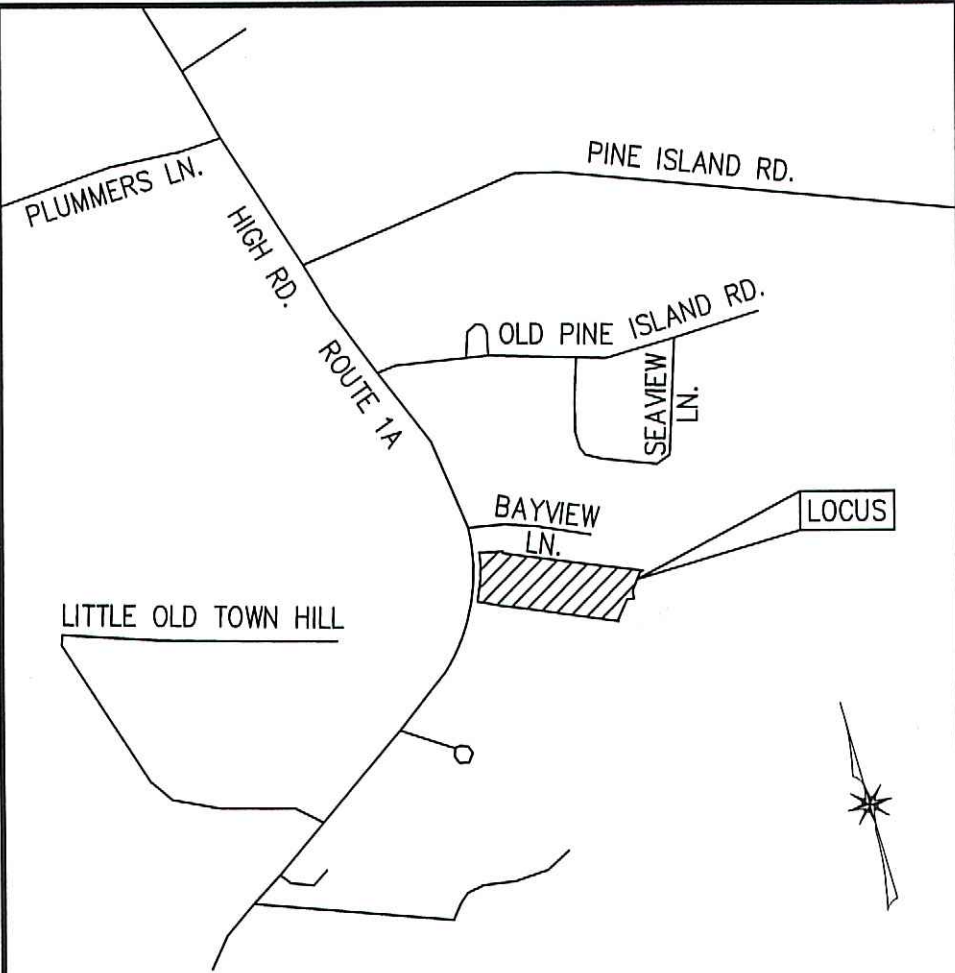 PINE ISLAND RD.
PLUMMERS LN.
HIGH RD.
ROUTE 1A
OLD PINE ISLAND RD.
SEAVIEW
LN.
BAYVIEW
LN.
LOCUS
LITTLE OLD TOWN HILL